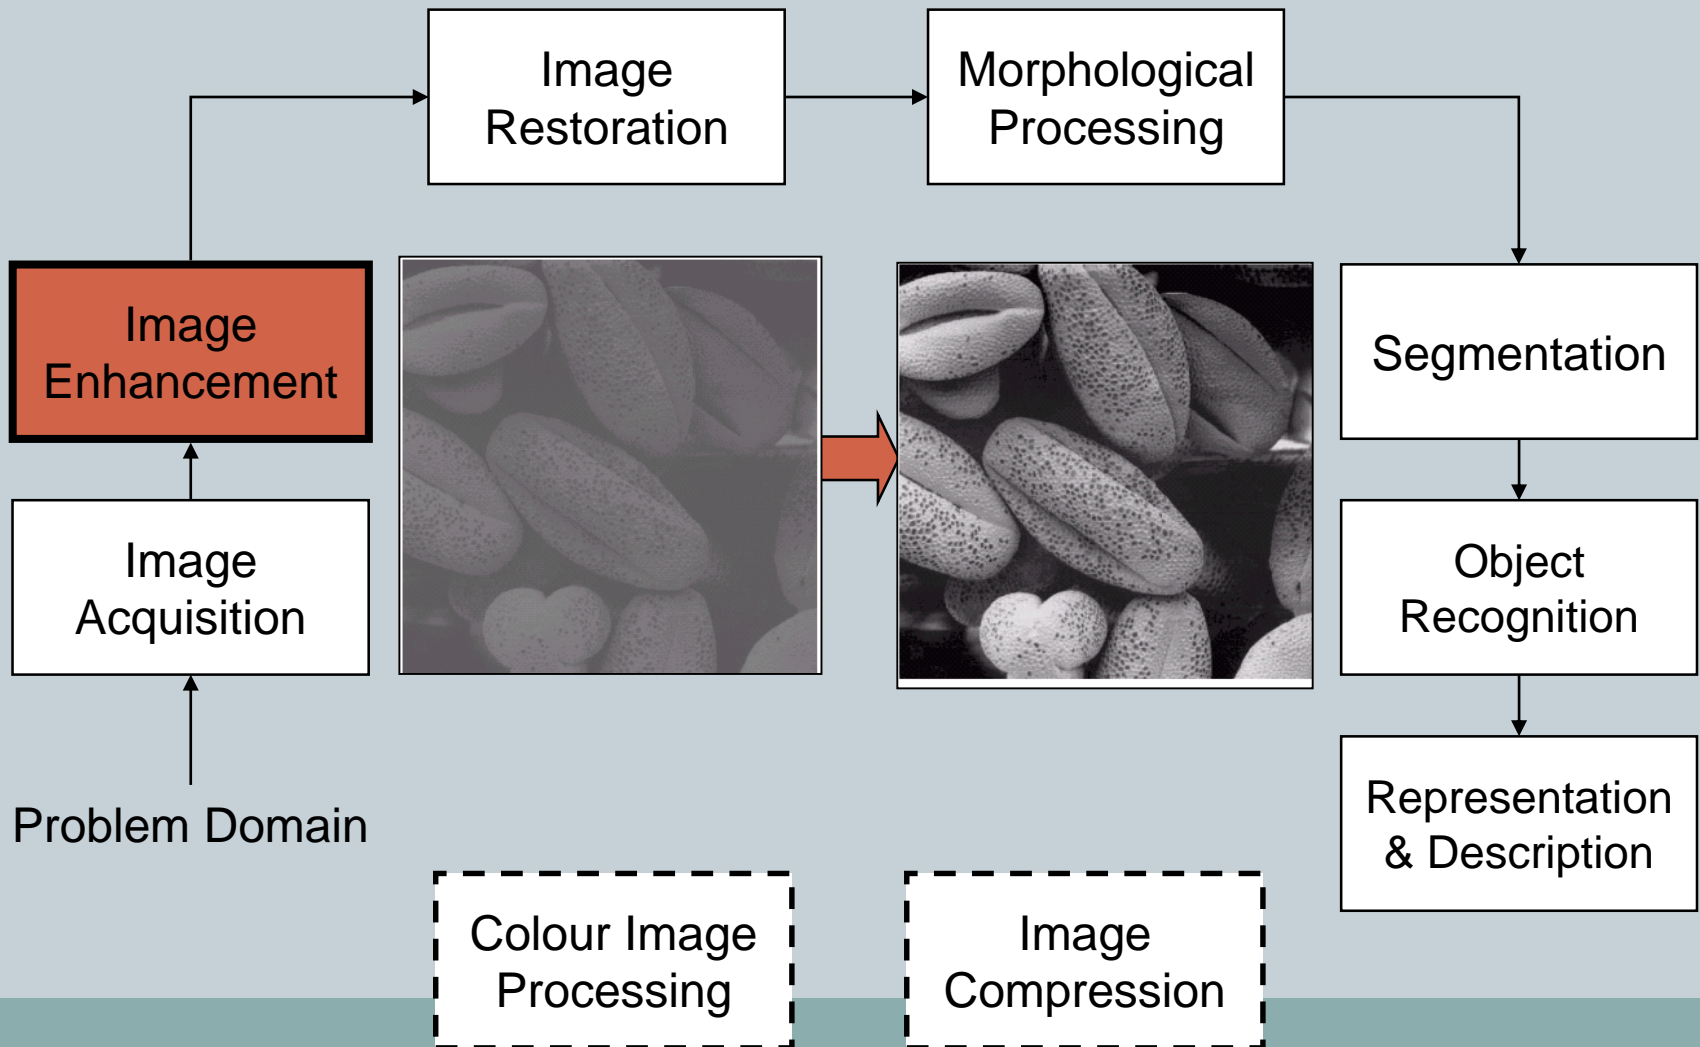 Image
Restoration
Morphological
Processing
Image
Enhancement
Segmentation
Image
Acquisition
Object
Recognition
Problem Domain
Representation
& Description
Colour Image
Processing
Image
Compression